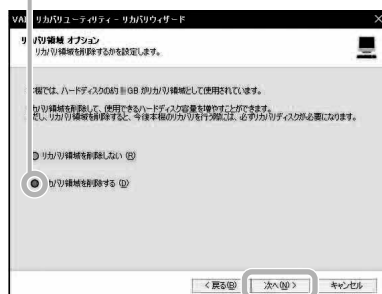 VAIO リカバリユーティリティ - リカバリウィザード
リカバリ領域 オプション
リカバリ領域を削除するかを設定します。
本機では、ハードディスクの約 GB がリカバリ領域として使用されています。
リカバリ領域を削除して、使用できるハードディスク容量を増やすことができます。
ただし、リカバリ領域を削除すると、今後本機のリカバリを行う際には、必ずリカバリディスクが必要になります。
リカバリ領域を削除しない (R)
リカバリ領域を削除する (D)
< 戻る(B) 次へ(N) > キャンセル